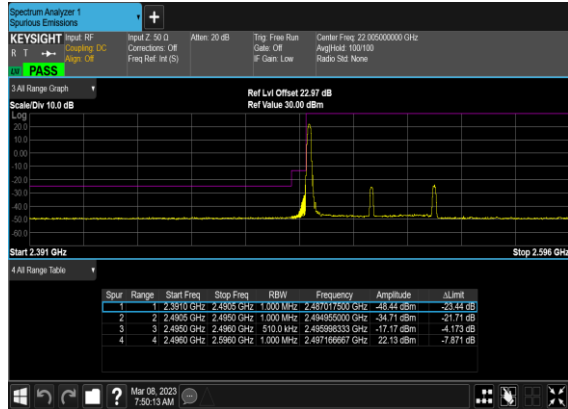 Spectrum Analyzer 1
Spurious Emissions
KEYSIGHT Input: RF Input Z: 50 Ω Atten: 20 dB Trig: Free Run Center Freq: 22.005000000 GHz
R T Coupling: DC Corrections: Off Gate: Off Avg|Hold: 100/100
Align: Off Freq Ref: Int (S) IF Gain: Low Radio Std: None
PASS
3 All Range Graph Ref Lvl Offset 22.97 dB
Scale/Div 10.0 dB Ref Value 30.00 dBm
Log
20.0
10.0
0.00
-10.0
-20.0
-30.0
-40.0
-50.0
-60.0
Start 2.391 GHz Stop 2.596 GHz
4 All Range Table
Spur Range Start Freq Stop Freq RBW Frequency Amplitude ΔLimit
1 1 2.3910 GHz 2.4905 GHz 1.000 MHz 2.487017500 GHz -48.44 dBm -23.44 dB
2 2 2.4905 GHz 2.4950 GHz 1.000 MHz 2.494955000 GHz -34.71 dBm -21.71 dB
3 3 2.4950 GHz 2.4960 GHz 510.0 kHz 2.495998333 GHz -17.17 dBm -4.173 dB
4 4 2.4960 GHz 2.5960 GHz 1.000 MHz 2.497166667 GHz 22.13 dBm -7.871 dB
? Mar 08, 2023
7:50:13 AM